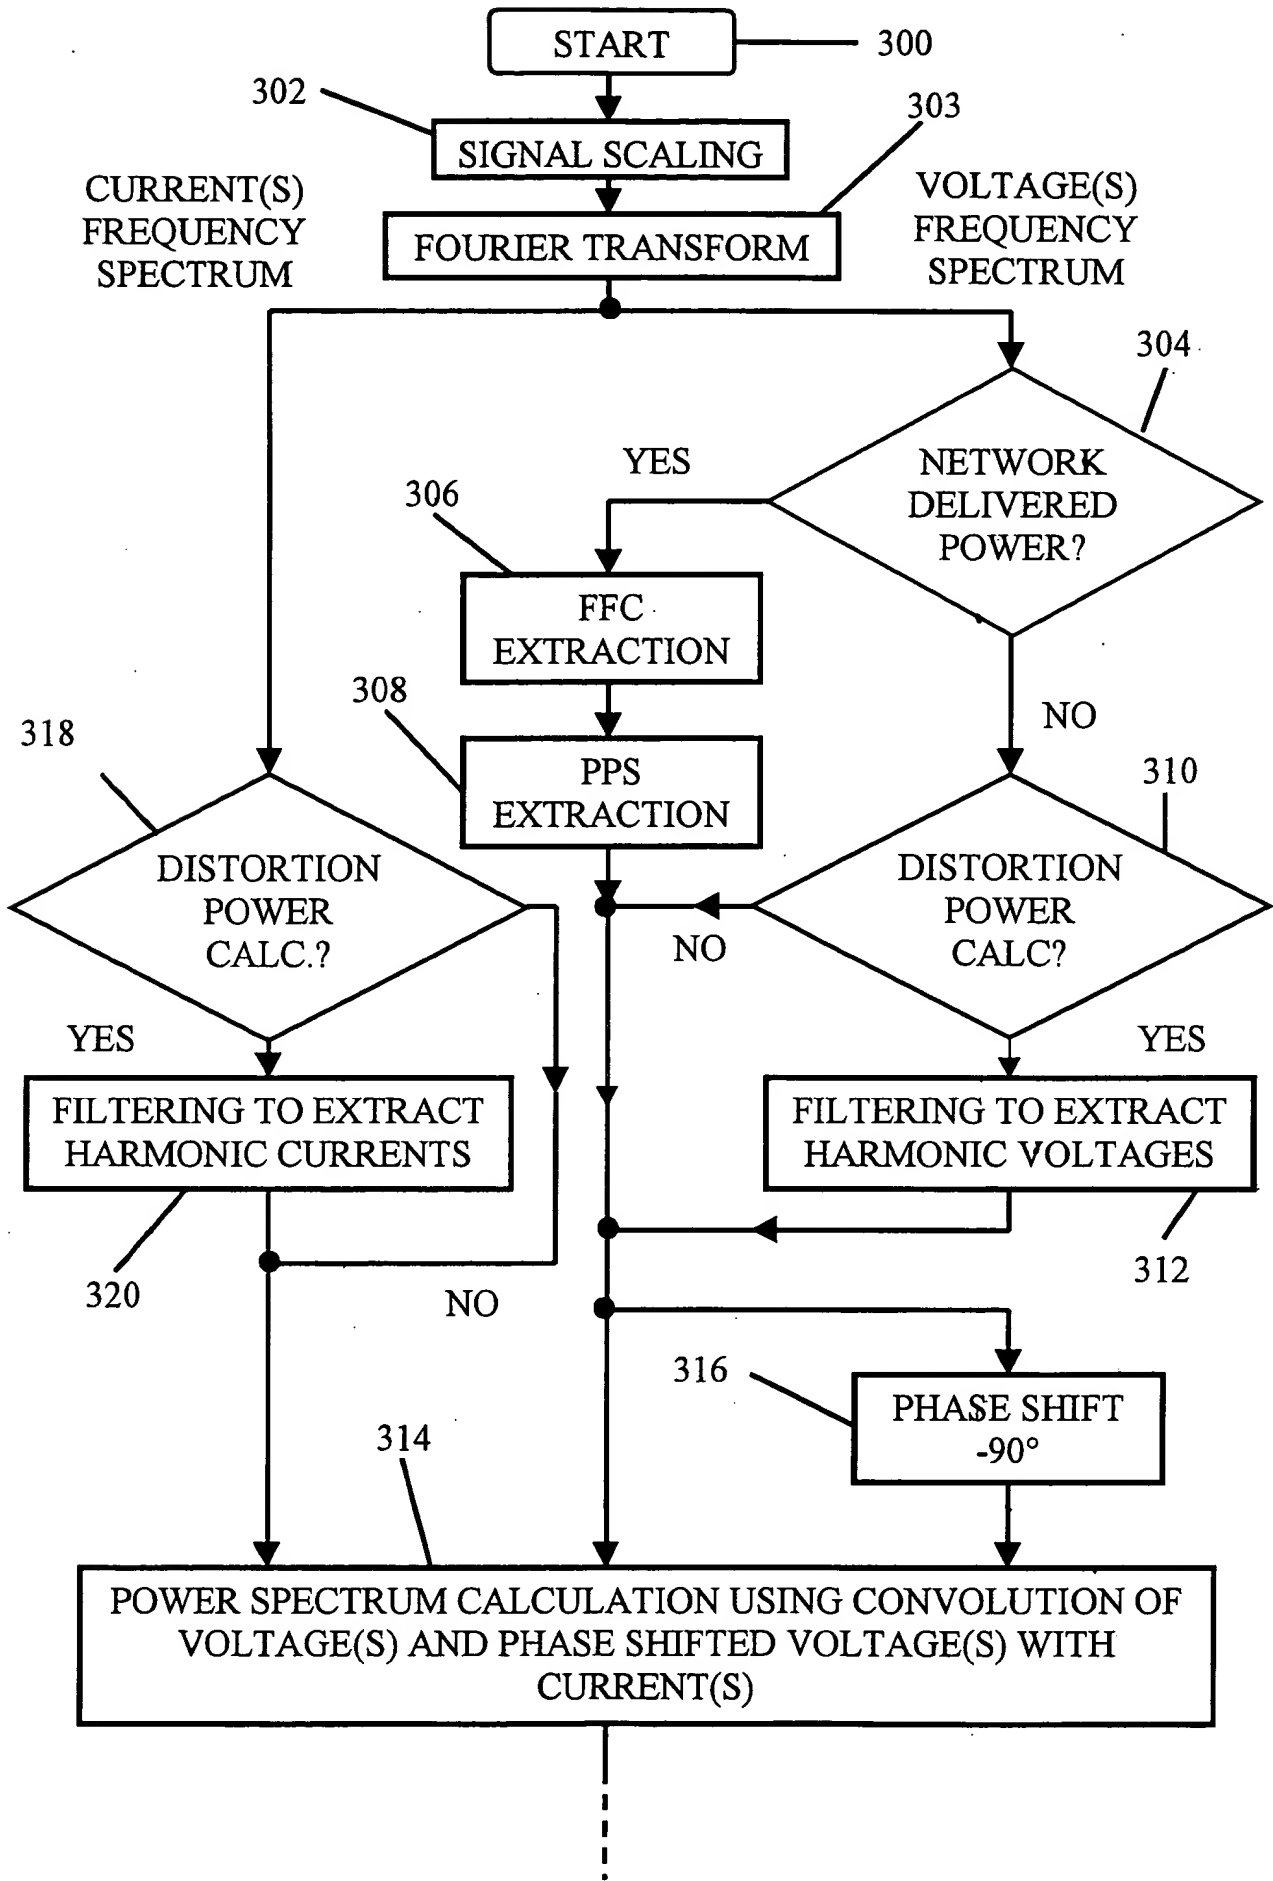 START
300
302
303
SIGNAL SCALING
CURRENT(S)
FREQUENCY
SPECTRUM
VOLTAGE(S)
FREQUENCY
SPECTRUM
FOURIER TRANSFORM
304
YES
NETWORK
DELIVERED
POWER?
306
FFC
EXTRACTION
308
NO
318
PPS
EXTRACTION
310
DISTORTION
POWER
CALC.?
DISTORTION
POWER
CALC?
NO
YES
YES
FILTERING TO EXTRACT
HARMONIC CURRENTS
FILTERING TO EXTRACT
HARMONIC VOLTAGES
320
NO
312
316
PHASE SHIFT
-90°
314
POWER SPECTRUM CALCULATION USING CONVOLUTION OF
VOLTAGE(S) AND PHASE SHIFTED VOLTAGE(S) WITH
CURRENT(S)